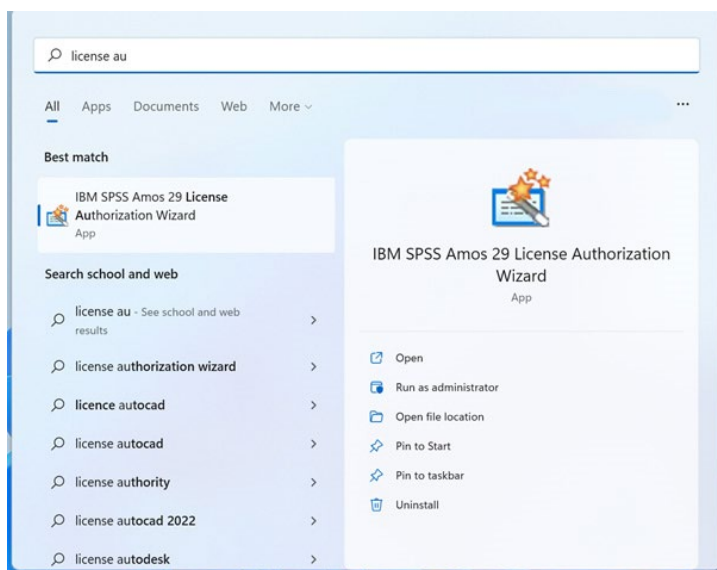 license au
All Apps Documents Web More
...
Best match
IBM SPSS Amos 29 License
Authorization Wizard
App
Search school and web
license au - See school and web
results
license authorization wizard
licence autocad
license autocad
license authority
license autocad 2022
license autodesk
IBM SPSS Amos 29 License Authorization
Wizard
App
Open
Run as administrator
Open file location
Pin to Start
Pin to taskbar
Uninstall